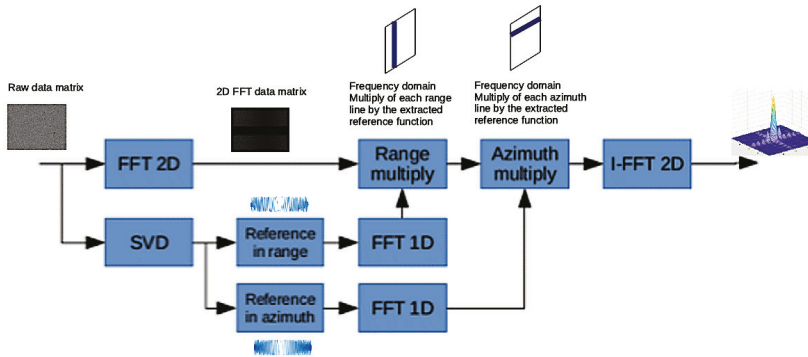 Raw data matrix
2D FFT data matrix
Frequency domain
Multiply of each range
line by the extracted
reference function
Frequency domain
Multiply of each azimuth
line by the extracted
reference function
FFT 2D
Range
multiply
Azimuth
multiply
I-FFT 2D
SVD
Reference
in range
FFT 1D
Reference
in azimuth
FFT 1D